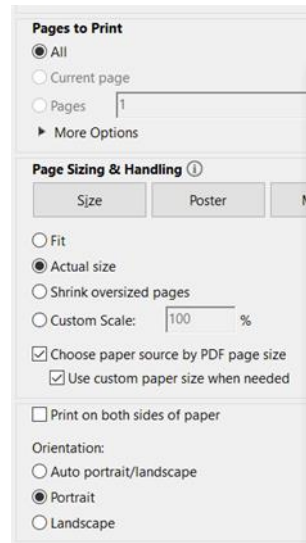 Pages to Print
All
Current page
Pages 1
More Options
Page Sizing & Handling
Size Poster M
Fit
Actual size
Shrink oversized pages
Custom Scale: 100 %
Choose paper source by PDF page size
Use custom paper size when needed
Print on both sides of paper
Orientation:
Auto portrait/landscape
Portrait
Landscape